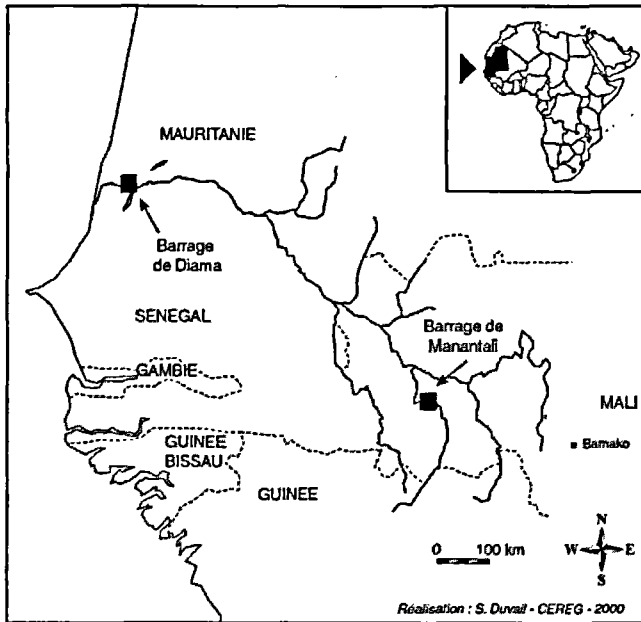 MAURITANIE
Barrage
de Diama
SENEGAL
Barrage de
Manantali
GAMBIE
MALI
Bamako
GUINEE
BISSAU
GUINEE
0 100 km
N
W E
S
Réalisation : S. Duvail - CEREG - 2000